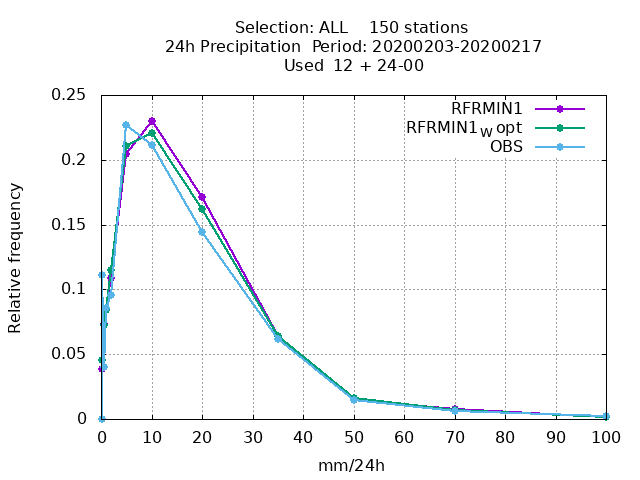 Selection: ALL    150 stations
24h Precipitation  Period: 20200203-20200217
Used  12 + 24-00
RFRMIN1
RFRMIN1_W opt
OBS
Relative frequency
0.25
0.2
0.15
0.1
0.05
0
0 10 20 30 40 50 60 70 80 90 100
mm/24h